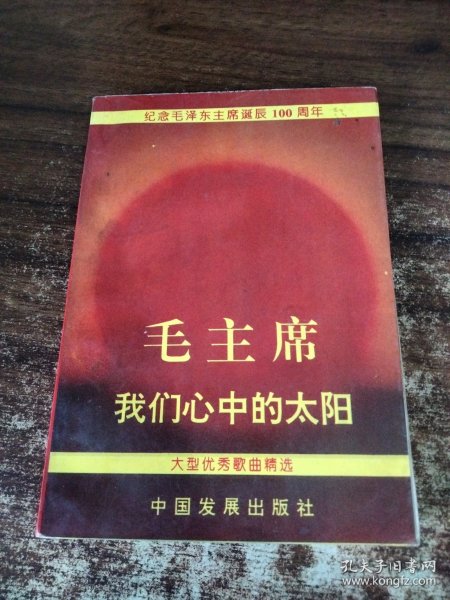 纪念毛泽东主席诞辰100周年
毛主席
我们心中的太阳
大型优秀歌曲精选
中国发展出版社
孔夫子旧书网
www.kongfz.com